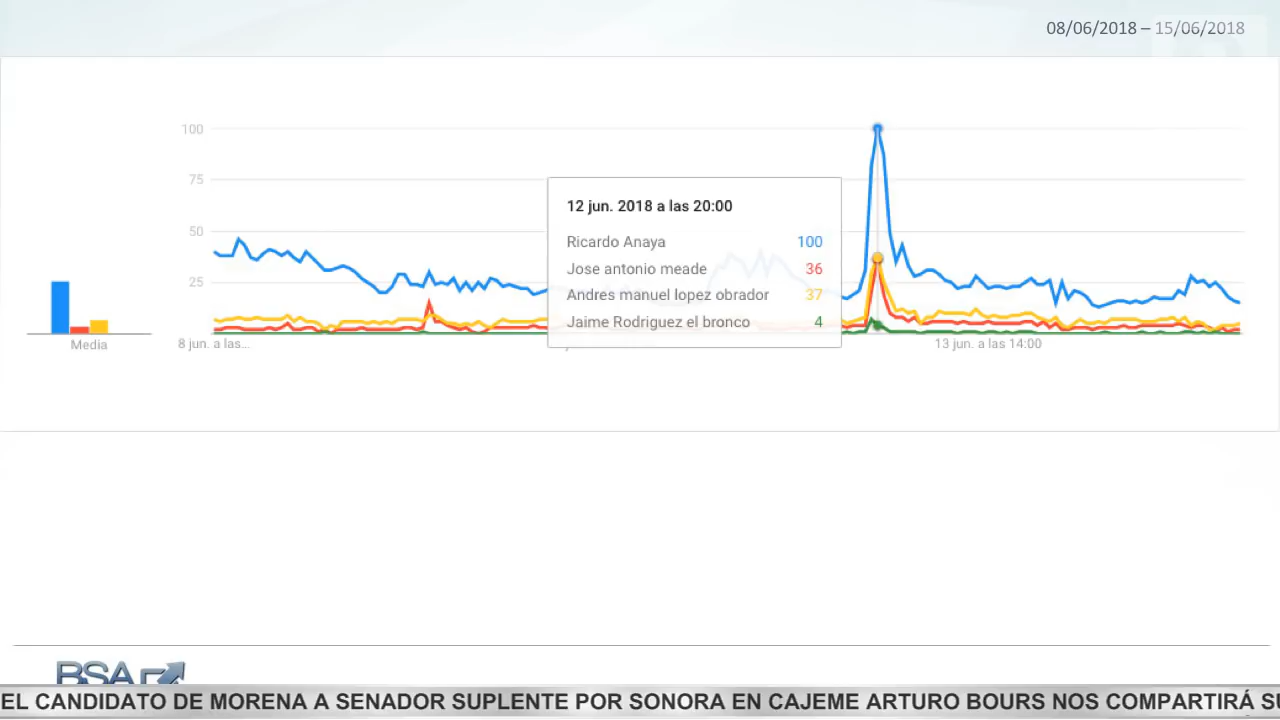 08/06/2018 – 15/06/2018
100
75
50
25
12 jun. 2018 a las 20:00
Ricardo Anaya 100
Jose antonio meade 36
Andres manuel lopez obrador 37
Jaime Rodriguez el bronco 4
Media
8 jun. a las...
13 jun. a las 14:00
BSA
EL CANDIDATO DE MORENA A SENADOR SUPLENTE POR SONORA EN CAJEME ARTURO BOURS NOS COMPARTIRÁ